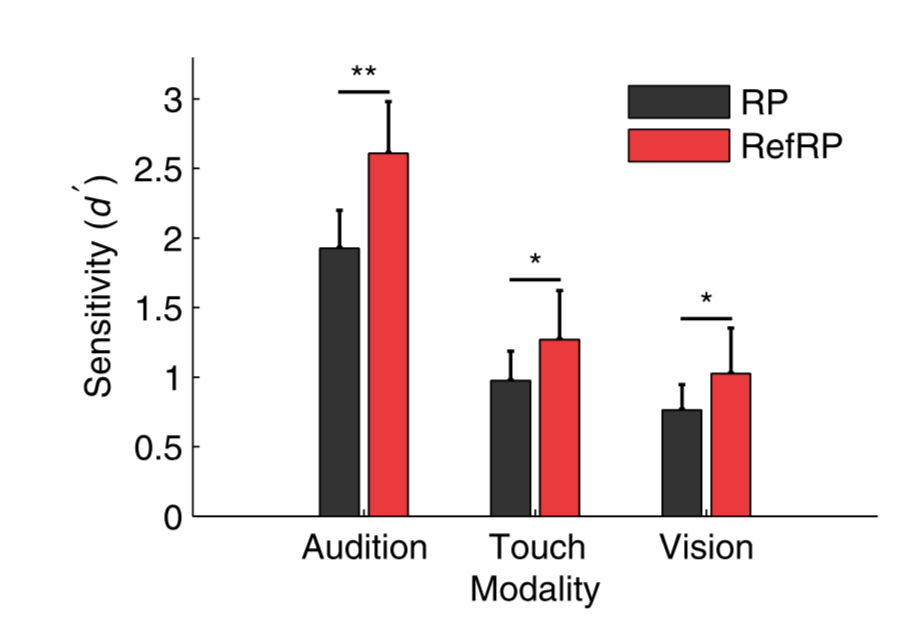 **
3
RP
RefRP
2.5
2
*
1.5
*
1
0.5
0
Sensitivity (d´)
Audition Touch Vision
Modality